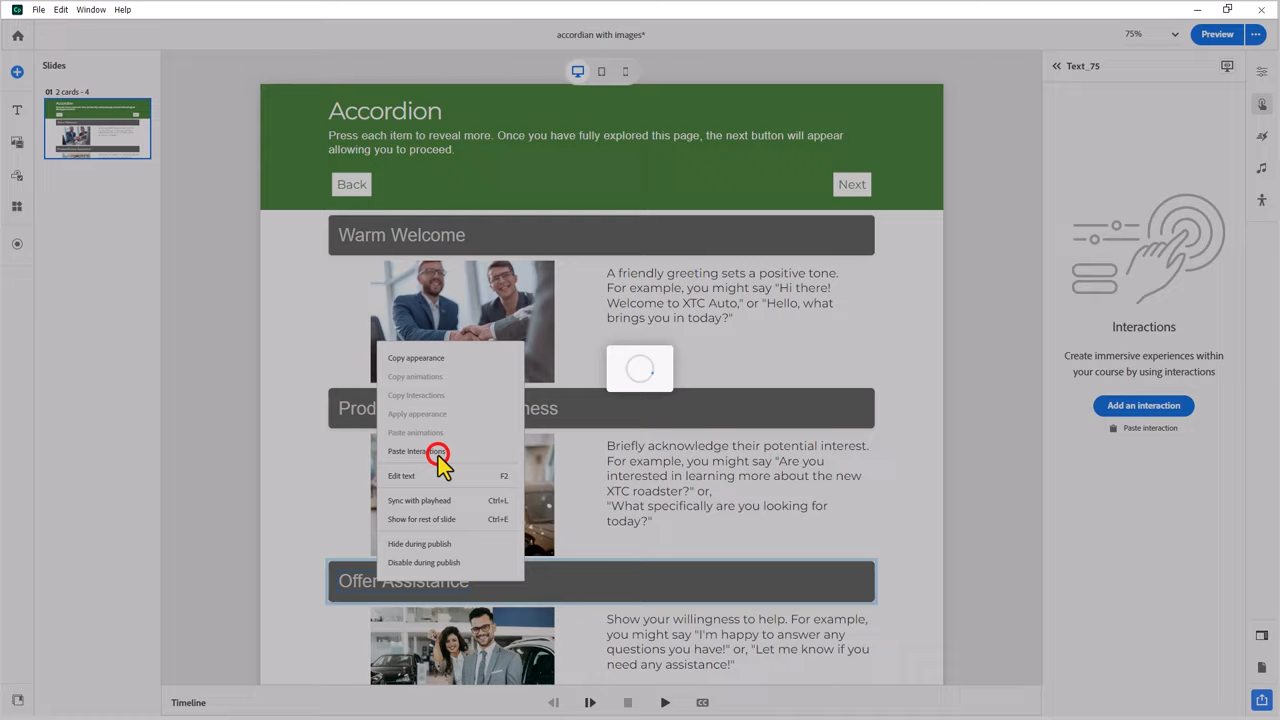 Cp File Edit Window Help
accordian with images*
75%
Preview
Slides
01 2 cards - 4
Text_75
Accordion
Press each item to reveal more. Once you have fully explored this page, the next button will appear
allowing you to proceed.
Back
Next
Warm Welcome
A friendly greeting sets a positive tone.
For example, you might say "Hi there!
Welcome to XTC Auto," or "Hello, what
brings you in today?"
Copy appearance
Copy animations
Copy Interactions
Apply appearance
Paste animations
Paste Interactions
Edit text F2
Sync with playhead Ctrl+L
Show for rest of slide Ctrl+E
Hide during publish
Disable during publish
Briefly acknowledge their potential interest.
For example, you might say "Are you
interested in learning more about the new
XTC roadster?" or,
"What specifically are you looking for
today?"
Offer Assistance
Show your willingness to help. For example,
you might say "I'm happy to answer any
questions you have!" or, "Let me know if you
need any assistance!"
Interactions
Create immersive experiences within
your course by using interactions
Add an interaction
Paste interaction
Timeline
CC